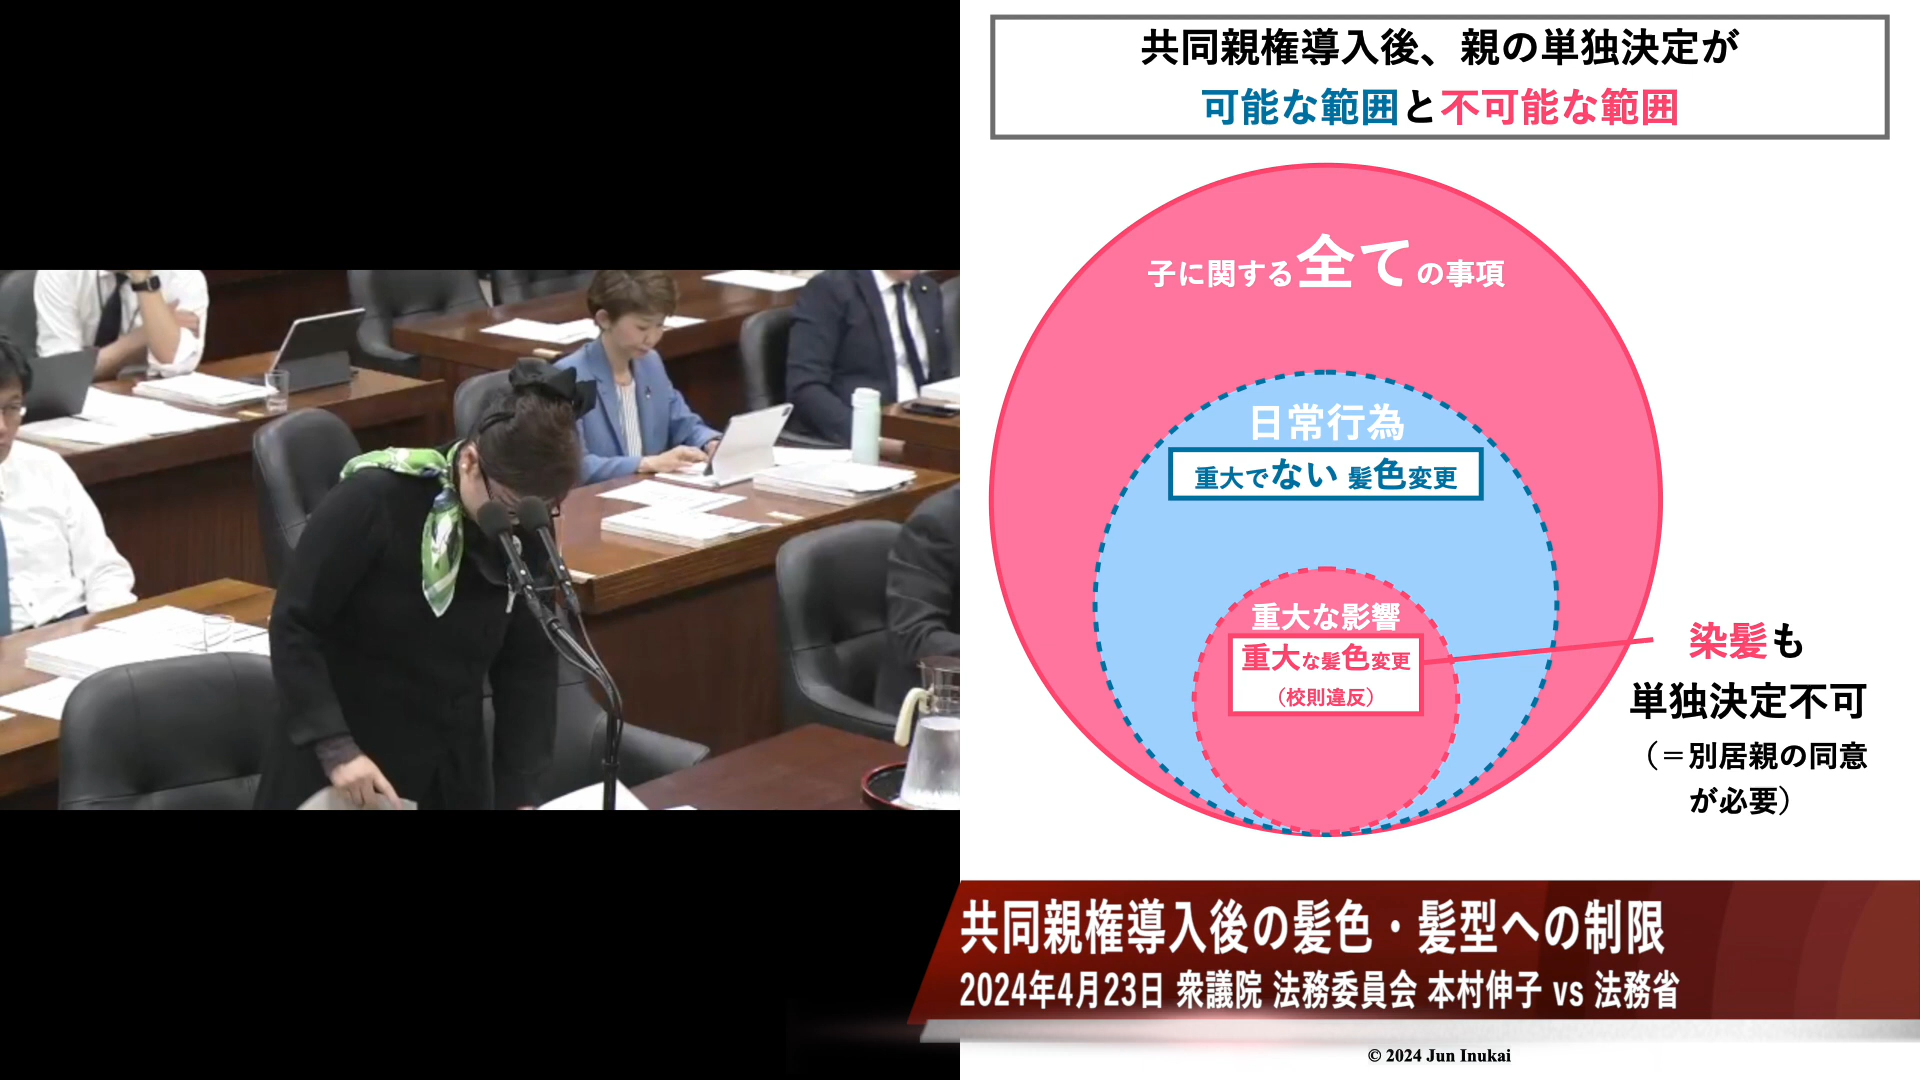 共同親権導入後、親の単独決定が
可能な範囲と不可能な範囲
子に関する全ての事項
日常行為
重大でない 髪色変更
重大な影響
重大な髪色変更
（校則違反）
染髪も
単独決定不可
（＝別居親の同意
が必要）
共同親権導入後の髪色・髪型への制限
2024年4月23日 衆議院 法務委員会 本村伸子 vs 法務省
© 2024 Jun Inukai